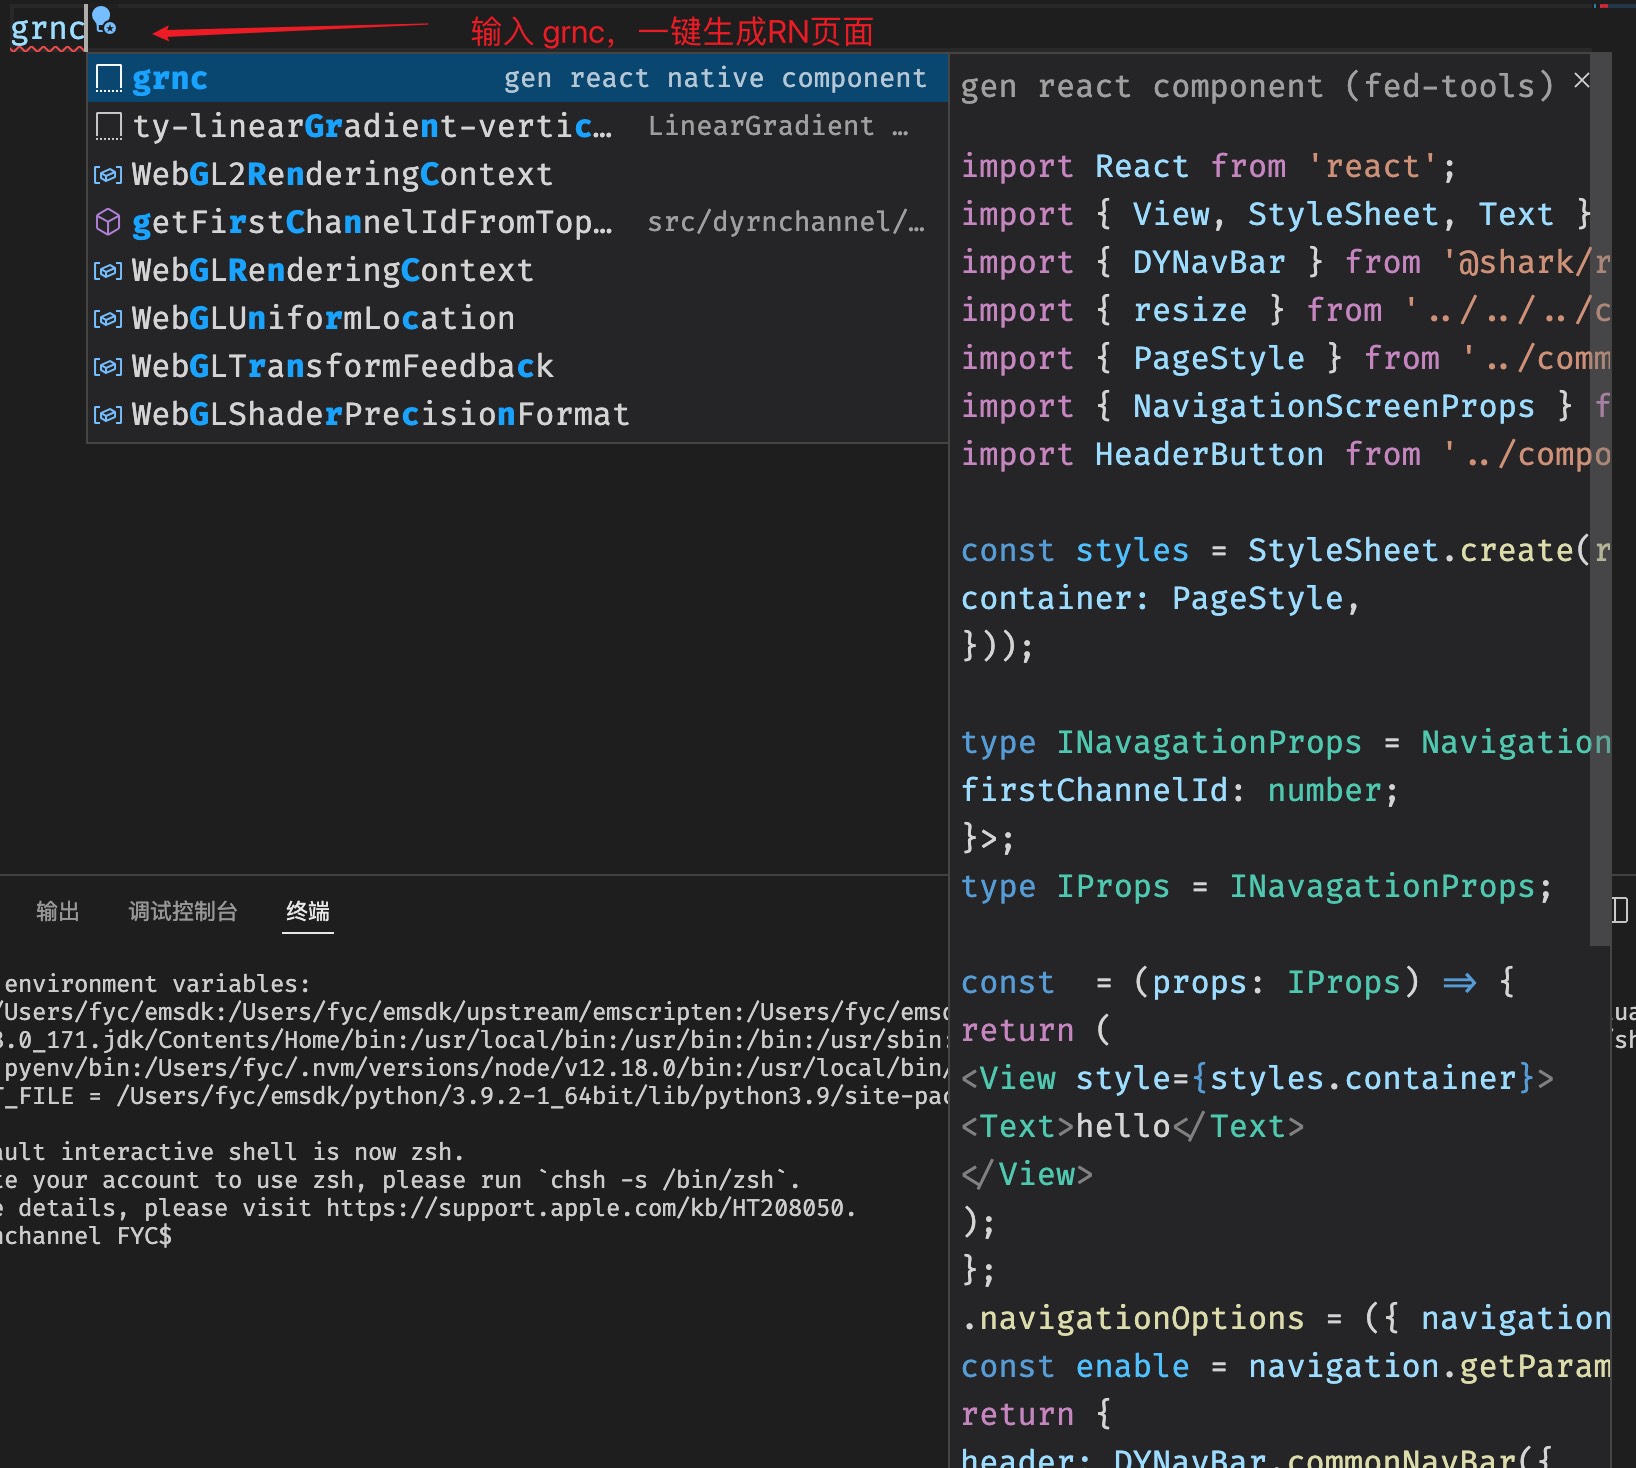 grnc
输入 grnc，一键生成RN页面
grnc gen react native component
ty-linearGradient-vertic… LinearGradient …
WebGL2RenderingContext
getFirstChannelIdFromTop… src/dyrnchannel/…
WebGLRenderingContext
WebGLUniformLocation
WebGLTransformFeedback
WebGLShaderPrecisionFormat
gen react component (fed-tools)
import React from 'react';
import { View, StyleSheet, Text }
import { DYNavBar } from '@shark/r
import { resize } from '../../../c
import { PageStyle } from '../comm
import { NavigationScreenProps } f
import HeaderButton from '../compo
const styles = StyleSheet.create(r
container: PageStyle,
}));
type INavagationProps = Navigation
firstChannelId: number;
}>;
type IProps = INavagationProps;
const  = (props: IProps) => {
return (
<View style={styles.container}>
<Text>hello</Text>
</View>
);
};
.navigationOptions = ({ navigation
const enable = navigation.getParam
return {
header: DYNavBar.commonNavBar({
输出 调试控制台 终端
environment variables:
/Users/fyc/emsdk:/Users/fyc/emsdk/upstream/emscripten:/Users/fyc/emsd
8.0_171.jdk/Contents/Home/bin:/usr/local/bin:/usr/bin:/bin:/usr/sbin:
pyenv/bin:/Users/fyc/.nvm/versions/node/v12.18.0/bin:/usr/local/bin/
T_FILE = /Users/fyc/emsdk/python/3.9.2-1_64bit/lib/python3.9/site-pac
ault interactive shell is now zsh.
te your account to use zsh, please run `chsh -s /bin/zsh`.
e details, please visit https://support.apple.com/kb/HT208050.
nchannel FYC$